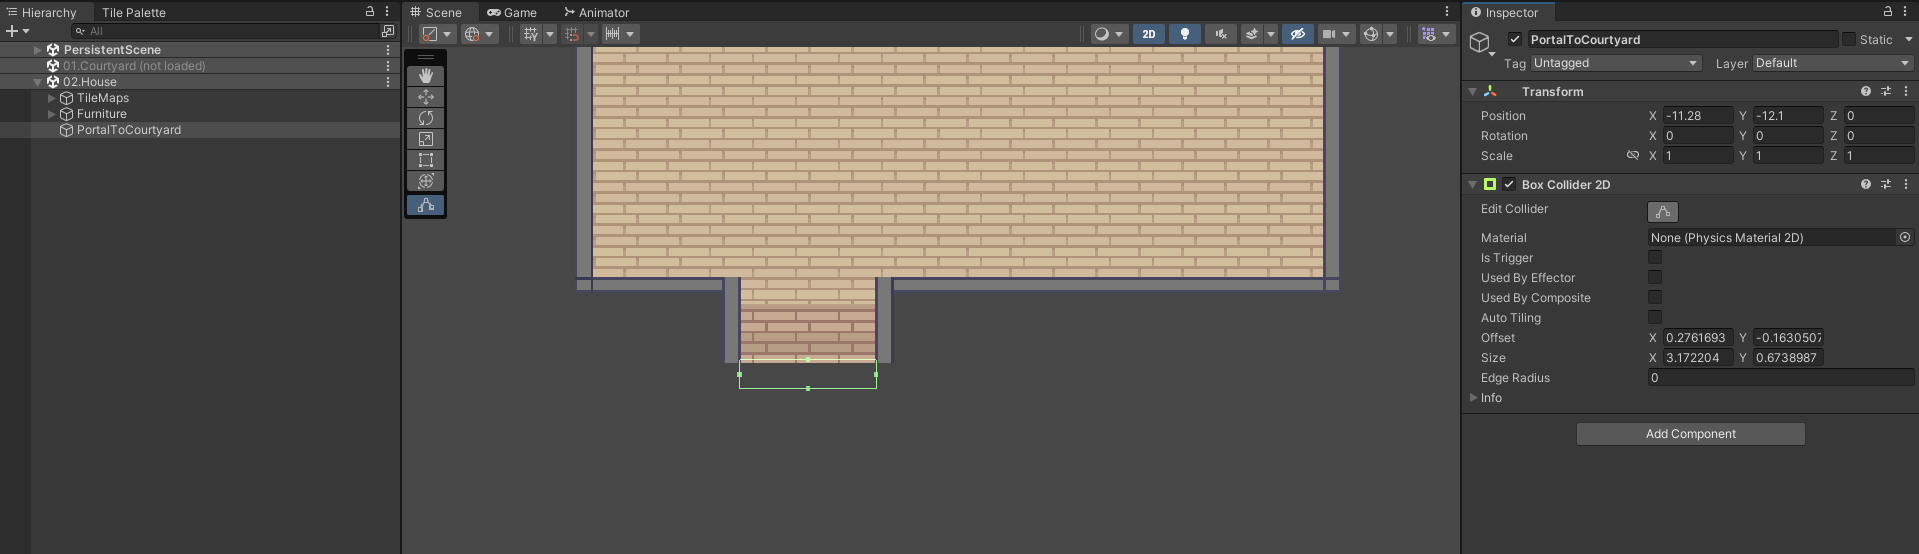 Hierarchy
Tile Palette
All
PersistentScene
01.Courtyard (not loaded)
02.House
TileMaps
Furniture
PortalToCourtyard
Scene
Game
Animator
2D
Inspector
PortalToCourtyard
Static
Tag Untagged Layer Default
Transform
Position X -11.28 Y -12.1 Z 0
Rotation X 0 Y 0 Z 0
Scale X 1 Y 1 Z 1
Box Collider 2D
Edit Collider
Material None (Physics Material 2D)
Is Trigger
Used By Effector
Used By Composite
Auto Tiling
Offset X 0.2761693 Y -0.1630507
Size X 3.172204 Y 0.6738987
Edge Radius 0
Info
Add Component